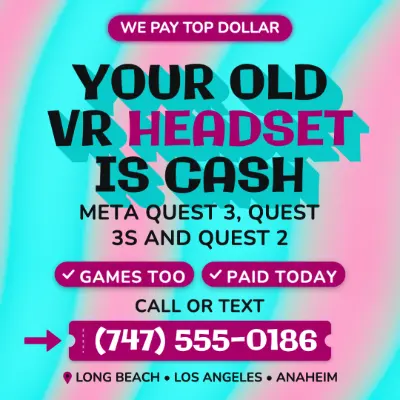 WE PAY TOP DOLLAR
YOUR OLD
VR HEADSET
IS CASH
META QUEST 3, QUEST
3S AND QUEST 2
GAMES TOO
PAID TODAY
CALL OR TEXT
(747) 555-0186
LONG BEACH • LOS ANGELES • ANAHEIM